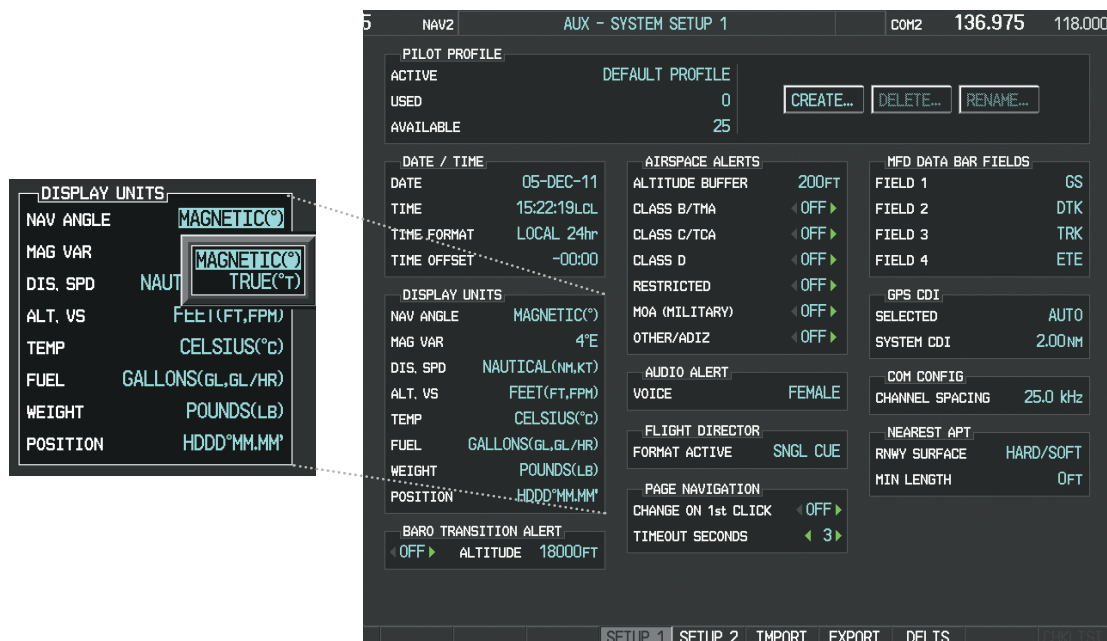 5 NAV2 AUX - SYSTEM SETUP 1 COM2 136.975 118.000
PILOT PROFILE
ACTIVE DEFAULT PROFILE
USED 0
AVAILABLE 25
CREATE... DELETE... RENAME...
DATE / TIME
DATE 05-DEC-11
TIME 15:22:19LCL
TIME FORMAT LOCAL 24hr
TIME OFFSET -00:00
DISPLAY UNITS
NAV ANGLE MAGNETIC(°)
MAG VAR 4°E
DIS, SPD NAUTICAL(NM,KT)
ALT, VS FEET(FT,FPM)
TEMP CELSIUS(°C)
FUEL GALLONS(GL,GL/HR)
WEIGHT POUNDS(LB)
POSITION HDDD°MM.MM'
BARO TRANSITION ALERT
OFF ALTITUDE 18000FT
AIRSPACE ALERTS
ALTITUDE BUFFER 200FT
CLASS B/TMA OFF
CLASS C/TCA OFF
CLASS D OFF
RESTRICTED OFF
MOA (MILITARY) OFF
OTHER/ADIZ OFF
AUDIO ALERT
VOICE FEMALE
FLIGHT DIRECTOR
FORMAT ACTIVE SNGL CUE
PAGE NAVIGATION
CHANGE ON 1st CLICK OFF
TIMEOUT SECONDS 3
MFD DATA BAR FIELDS
FIELD 1 GS
FIELD 2 DTK
FIELD 3 TRK
FIELD 4 ETE
GPS CDI
SELECTED AUTO
SYSTEM CDI 2.00NM
COM CONFIG
CHANNEL SPACING 25.0 kHz
NEAREST APT
RNWY SURFACE HARD/SOFT
MIN LENGTH 0FT
SETUP 1 SETUP 2 IMPORT EXPORT DFLTS
DISPLAY UNITS
NAV ANGLE MAGNETIC(°)
MAG VAR
MAGNETIC(°)
TRUE(°T)
DIS, SPD NAUT
ALT, VS FEET(FT,FPM)
TEMP CELSIUS(°C)
FUEL GALLONS(GL,GL/HR)
WEIGHT POUNDS(LB)
POSITION HDDD°MM.MM'